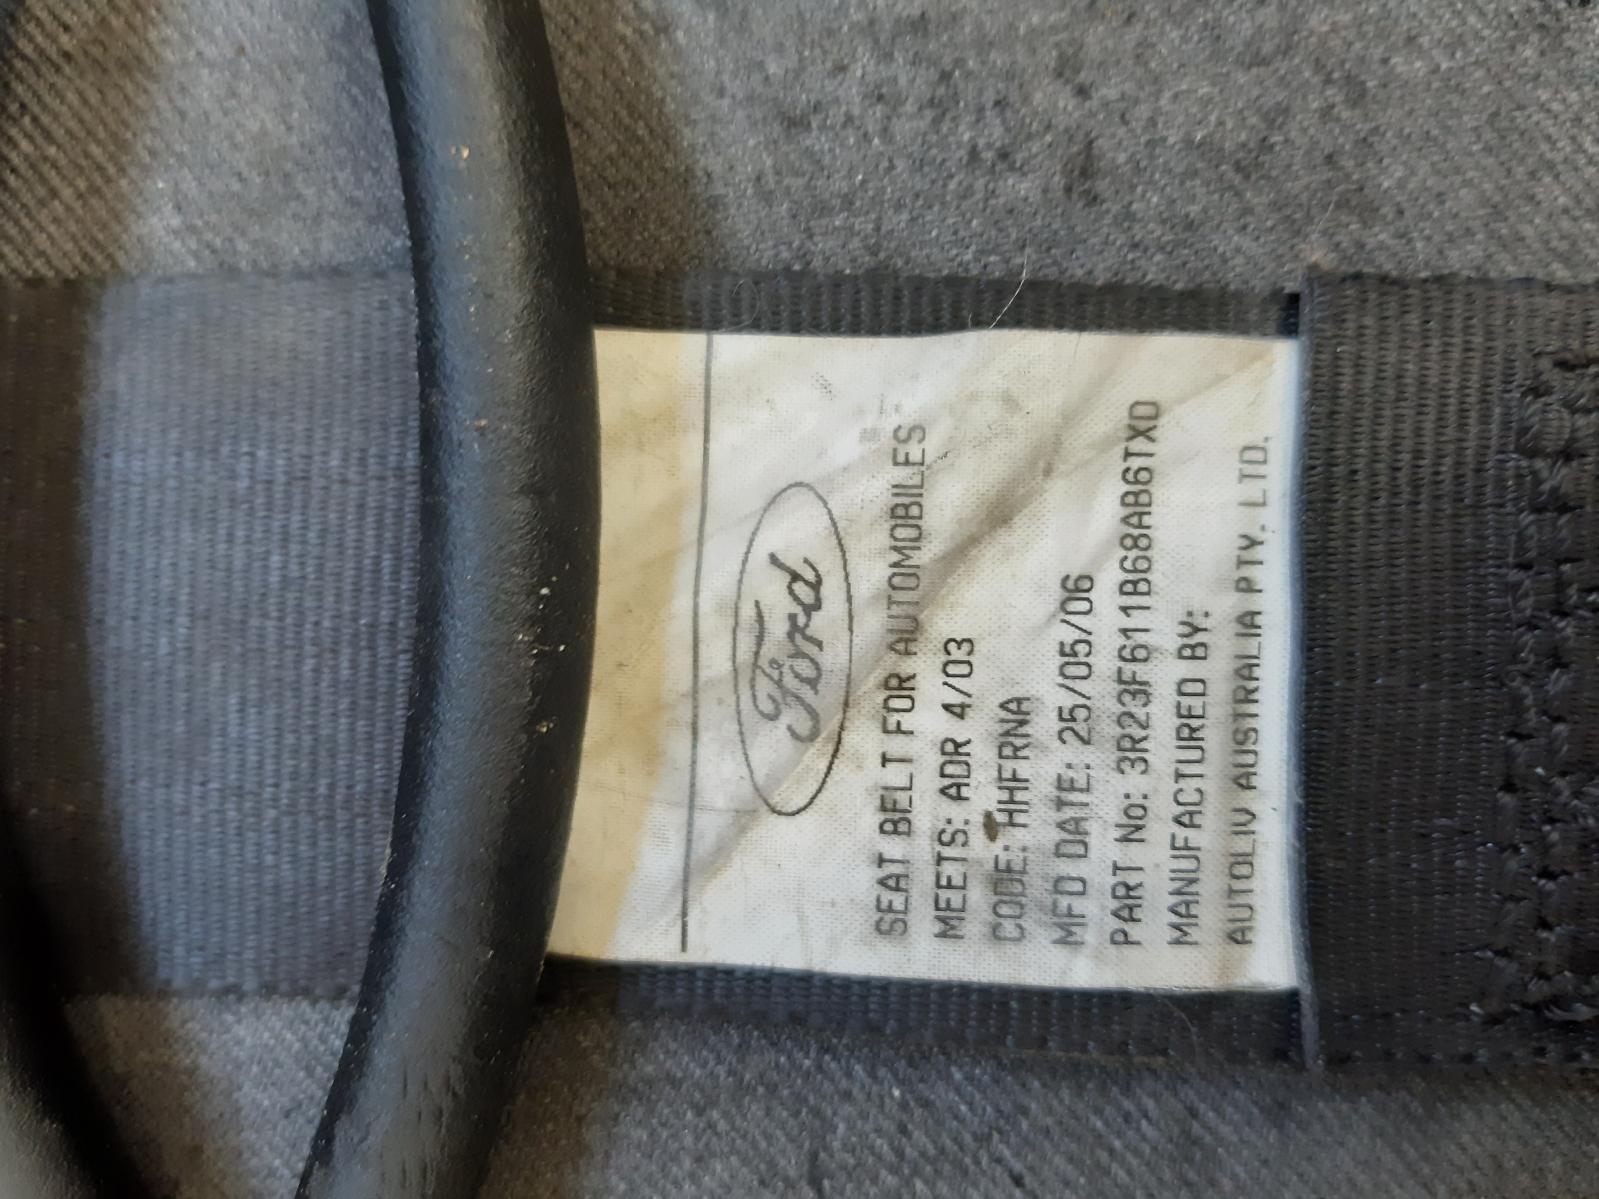 Ford
SEAT BELT FOR AUTOMOBILES
MEETS: ADR 4/03
CODE: HHFRNA
MFD DATE: 25/05/06
PART No: 3R23F611B68AB6TXD
MANUFACTURED BY:
AUTOLIV AUSTRALIA PTY. LTD.